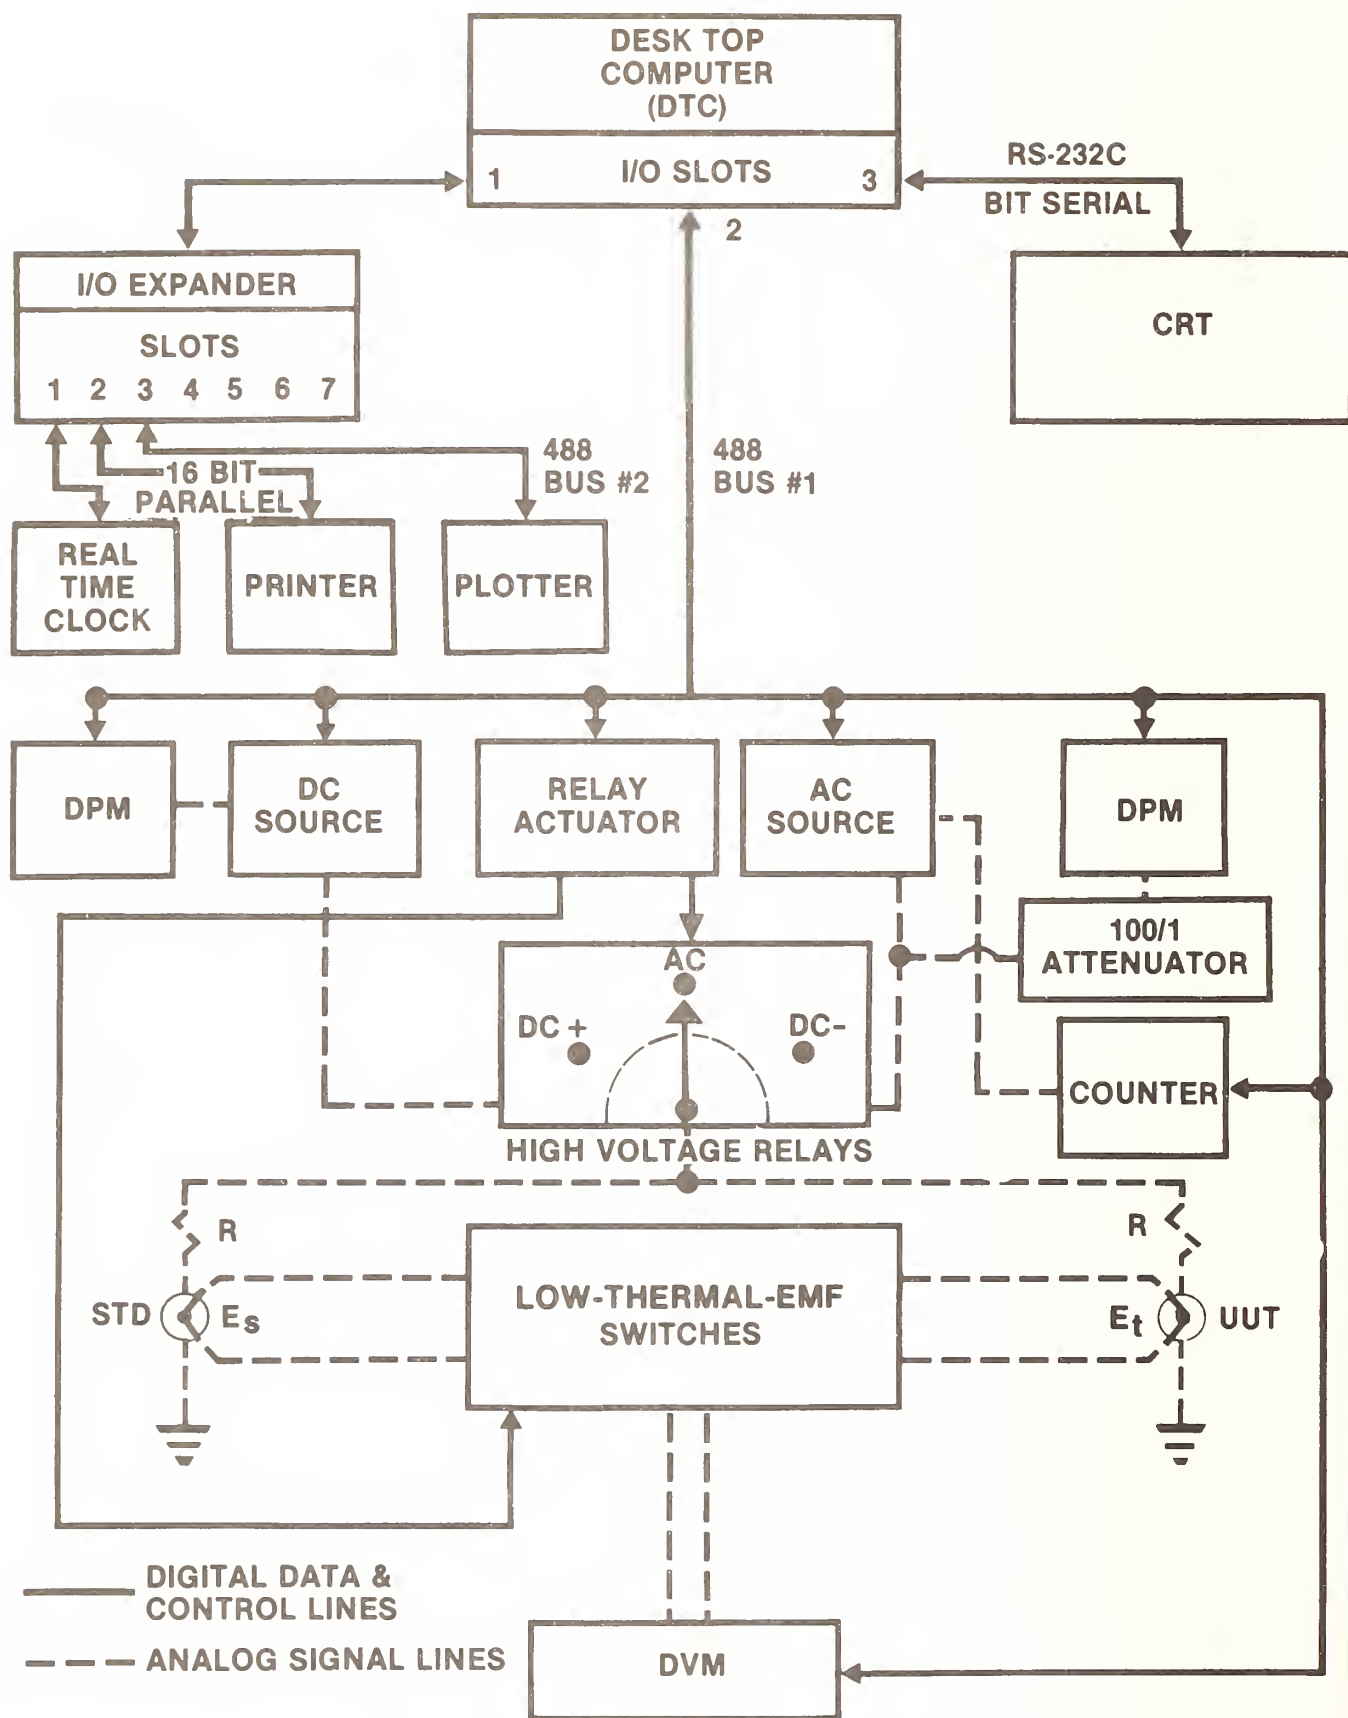 DESK TOP
COMPUTER
(DTC)
1 I/O SLOTS 3
2
RS-232C
BIT SERIAL
I/O EXPANDER
SLOTS
1 2 3 4 5 6 7
CRT
16 BIT
PARALLEL
488
BUS #2
488
BUS #1
REAL
TIME
CLOCK
PRINTER
PLOTTER
DPM
DC
SOURCE
RELAY
ACTUATOR
AC
SOURCE
DPM
100/1
ATTENUATOR
AC
DC +
DC-
COUNTER
HIGH VOLTAGE RELAYS
R
R
LOW-THERMAL-EMF
SWITCHES
STD
Es
Et
UUT
DIGITAL DATA &
CONTROL LINES
ANALOG SIGNAL LINES
DVM